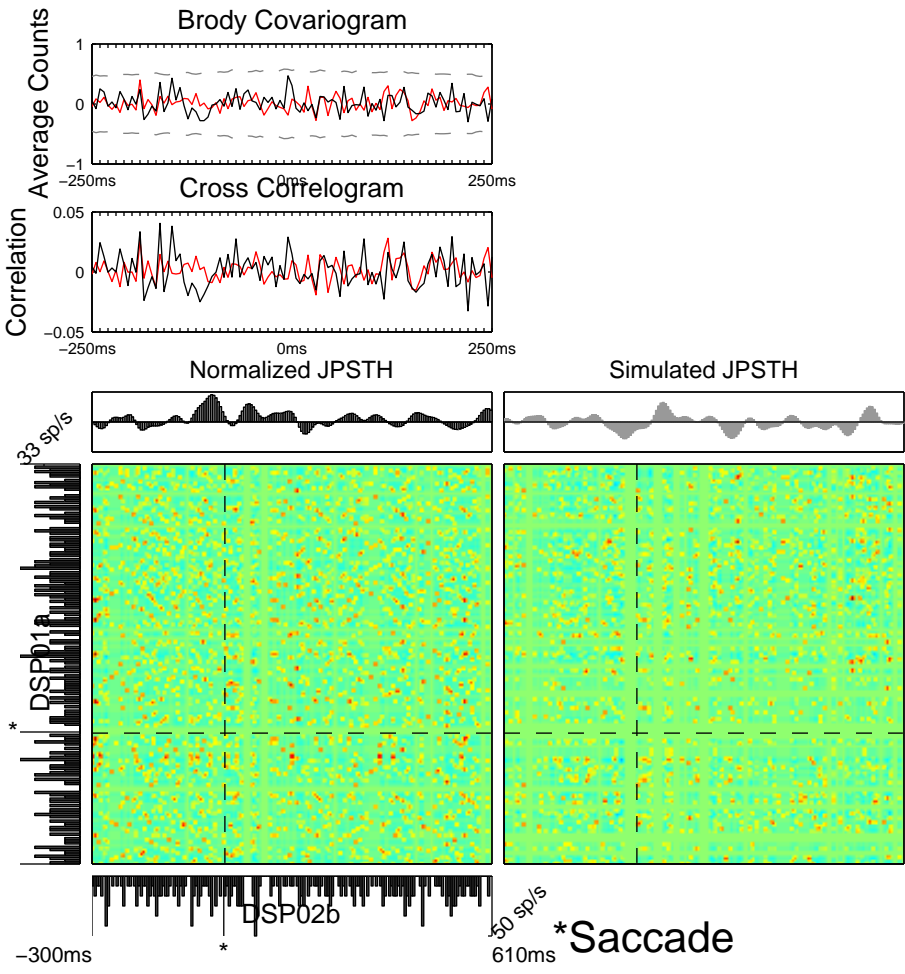 Brody Covariogram
Average Counts
1
0
−1
−250ms
0ms
250ms
Cross Correlogram
Correlation
0.05
0
−0.05
−250ms
0ms
250ms
Normalized JPSTH
Simulated JPSTH
33 sp/s
DSP01a
*
DSP02b
50 sp/s
*
−300ms
610ms
*Saccade